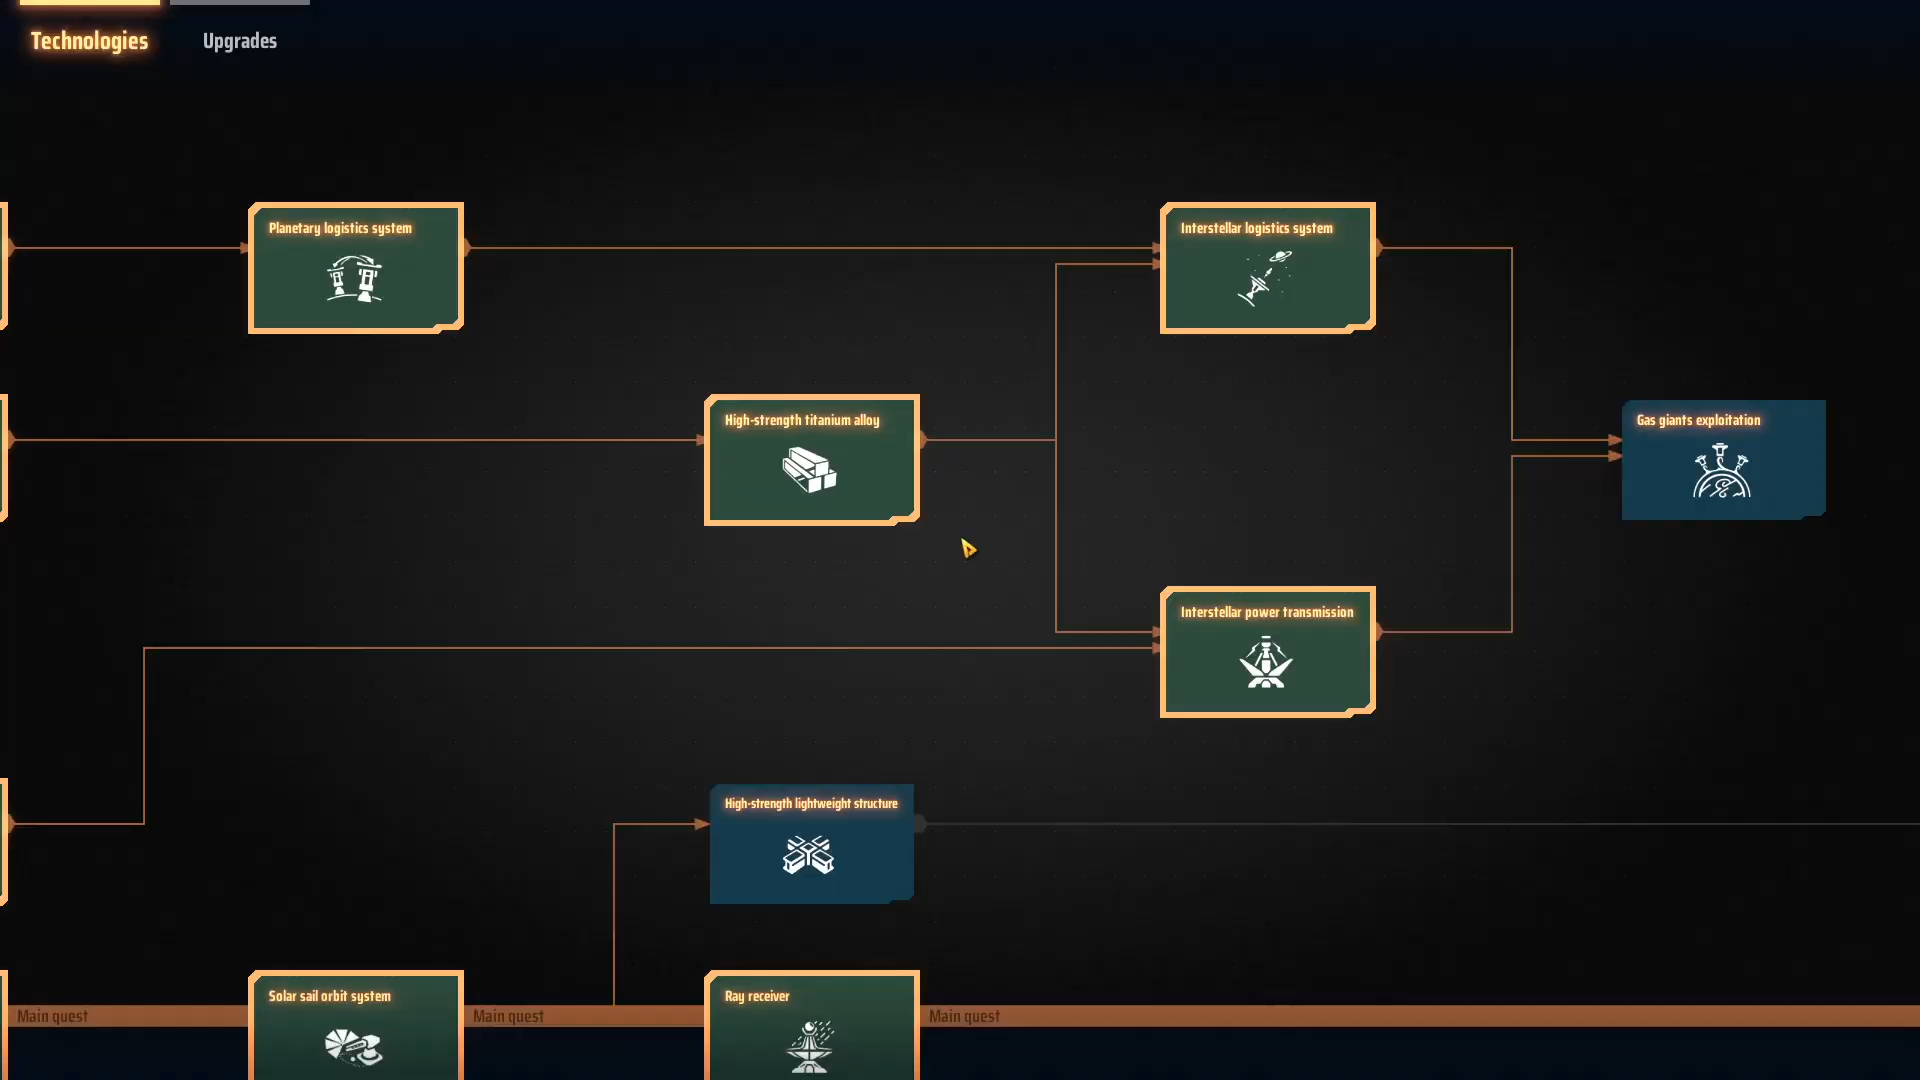 Technologies
Upgrades
Planetary logistics system
Interstellar logistics system
High-strength titanium alloy
Gas giants exploitation
Interstellar power transmission
High-strength lightweight structure
Solar sail orbit system
Ray receiver
Main quest
Main quest
Main quest